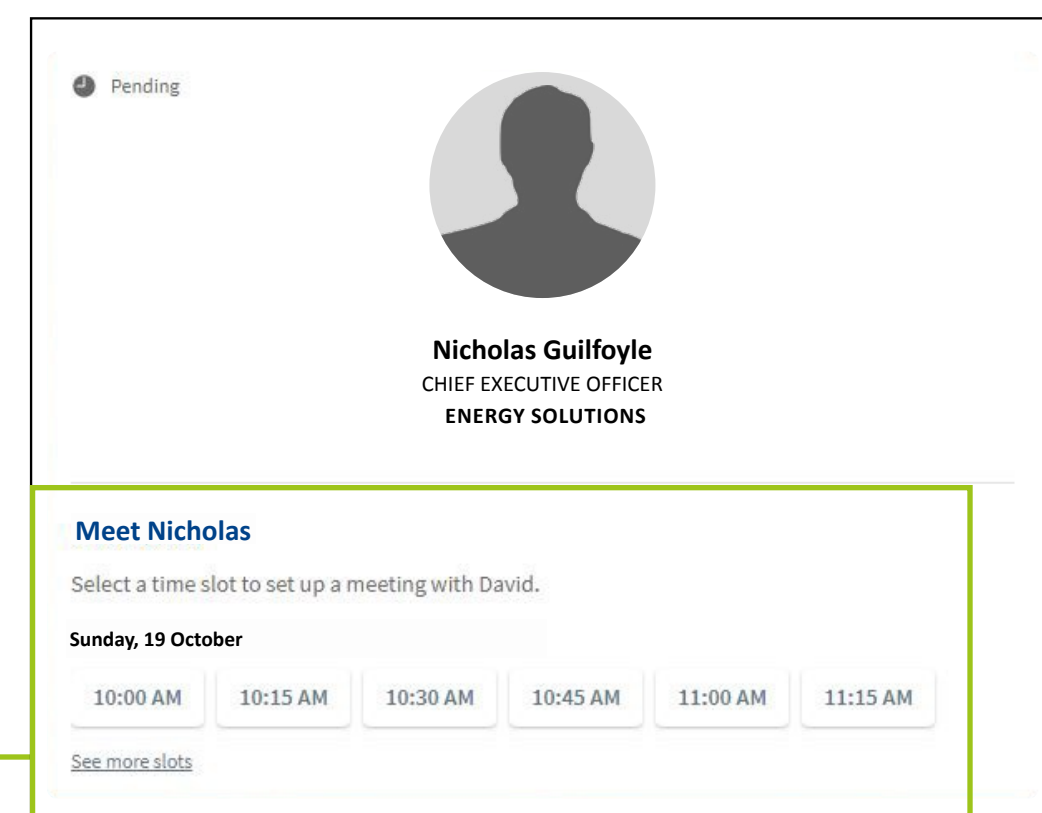 Pending
Nicholas Guilfoyle
CHIEF EXECUTIVE OFFICER
ENERGY SOLUTIONS
Meet Nicholas
Select a time slot to set up a meeting with David.
Sunday, 19 October
10:00 AM 10:15 AM 10:30 AM 10:45 AM 11:00 AM 11:15 AM
See more slots